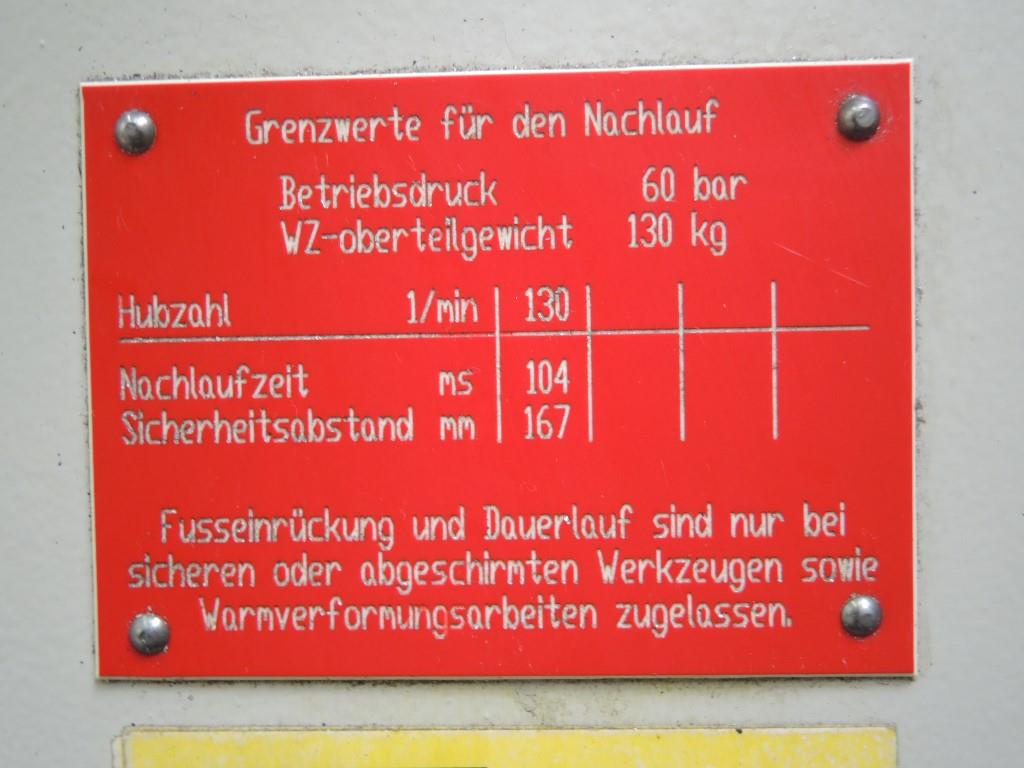 Grenzwerte für den Nachlauf
Betriebsdruck 60 bar
WZ-oberteilgewicht 130 kg
Hubzahl 1/min 130
Nachlaufzeit ms 104
Sicherheitsabstand mm 167
Fusseinrückung und Dauerlauf sind nur bei
sicheren oder abgeschirmten Werkzeugen sowie
Warmverformungsarbeiten zugelassen.